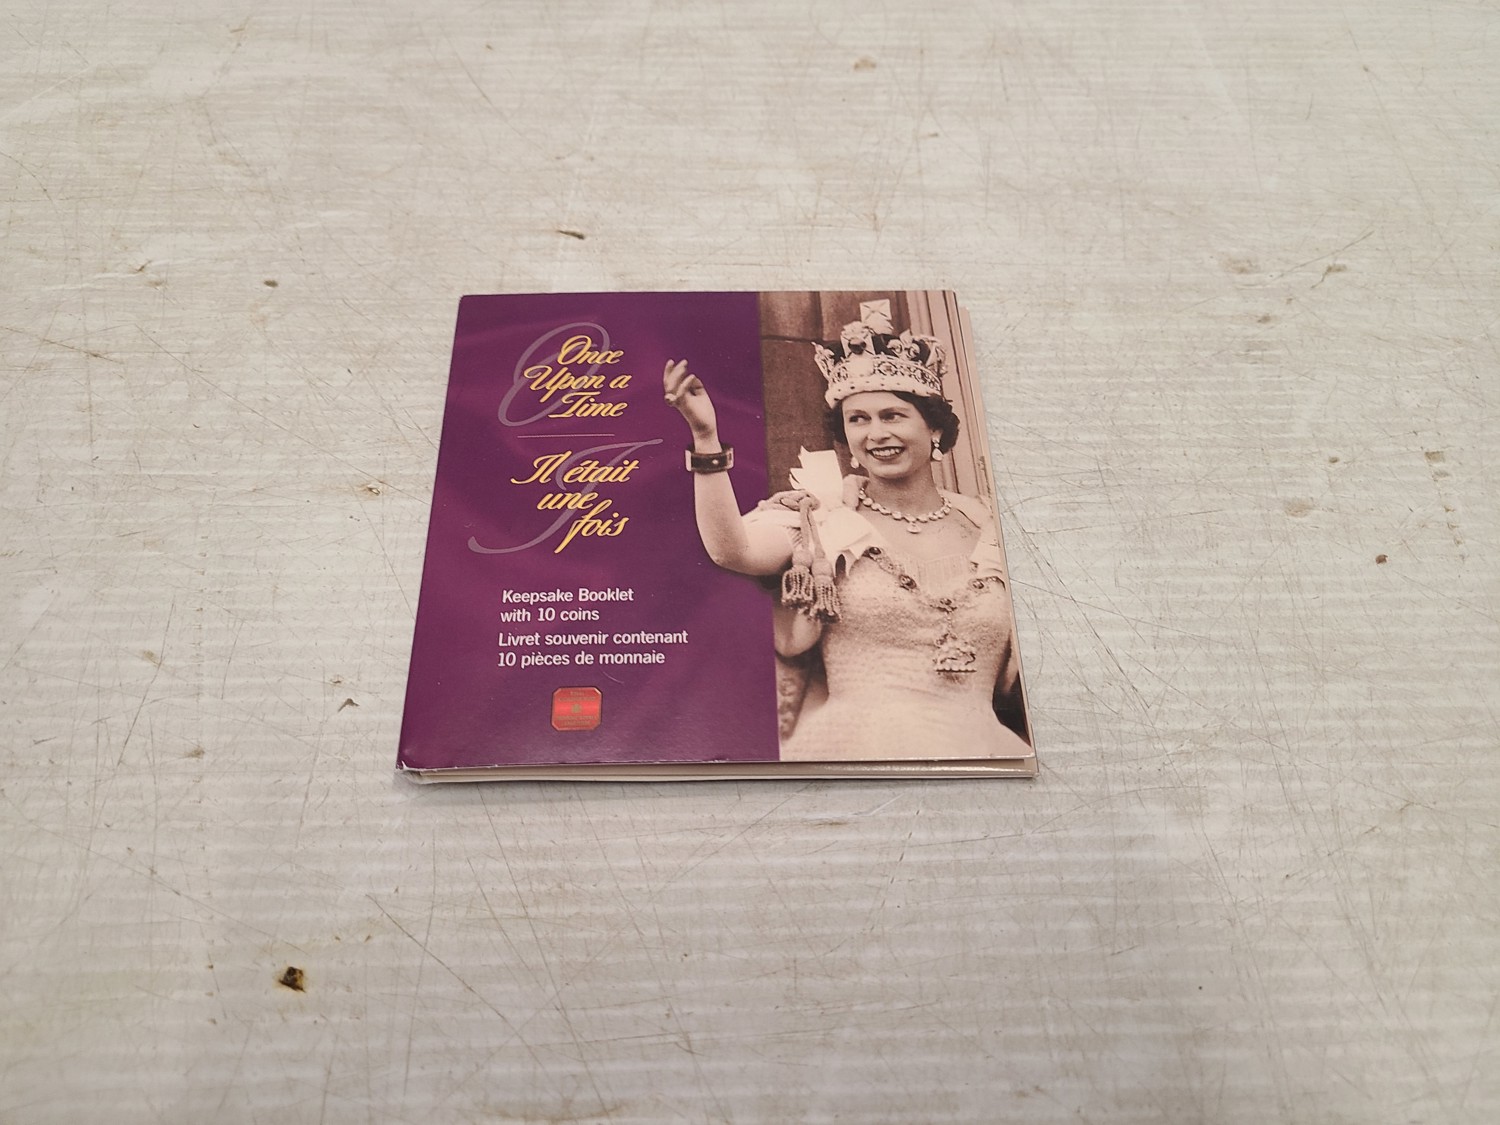 Once
Upon a
Time
Il était
une
fois
Keepsake Booklet
with 10 coins
Livret souvenir contenant
10 pièces de monnaie